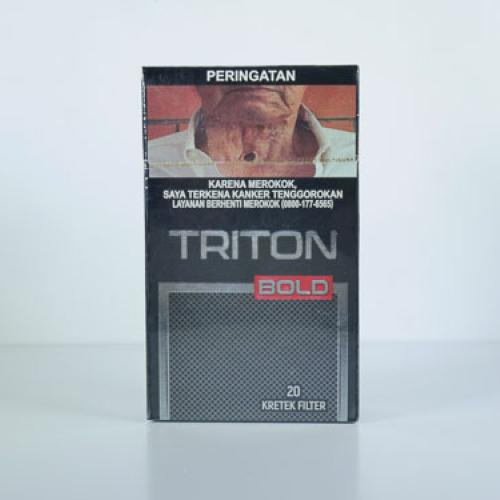 PERINGATAN
KARENA MEROKOK,
SAYA TERKENA KANKER TENGGOROKAN
LAYANAN BERHENTI MEROKOK (0800-177-6565)
TRITON
BOLD
20
KRETEK FILTER